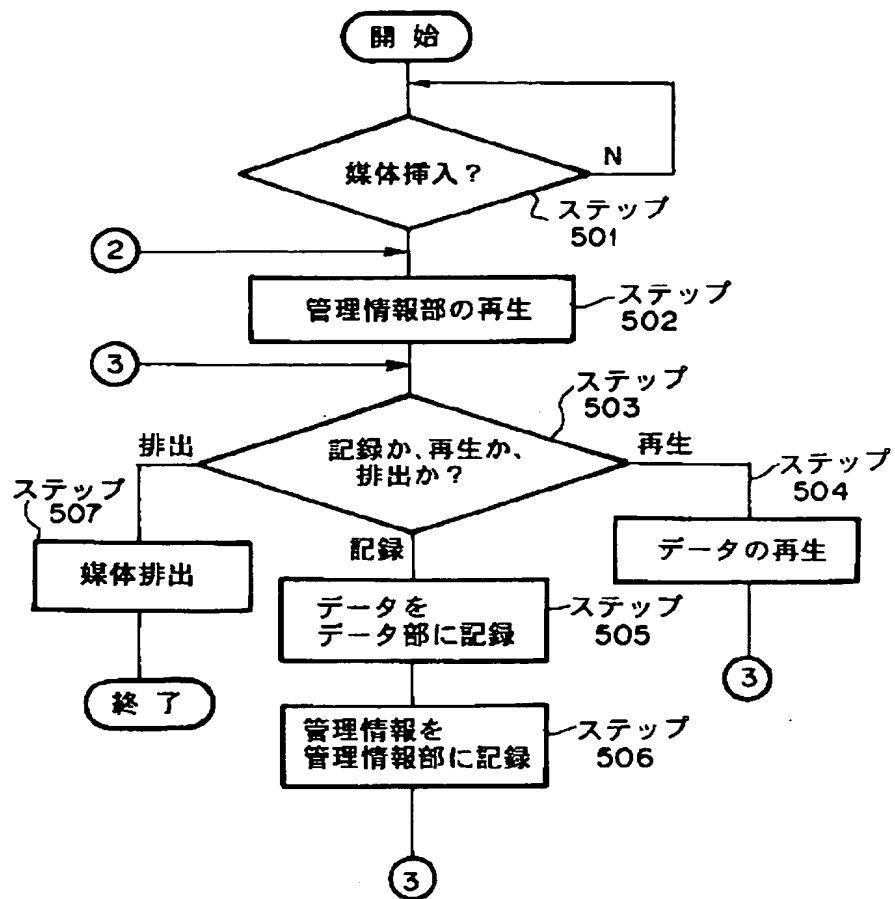 開始
媒体挿入?
N
ステップ
501
②
管理情報部の再生
ステップ
502
③
ステップ
503
記録か、再生か、
排出か?
排出
再生
記録
ステップ
504
データの再生
③
ステップ
507
媒体排出
終了
データを
データ部に記録
ステップ
505
管理情報を
管理情報部に記録
ステップ
506
③